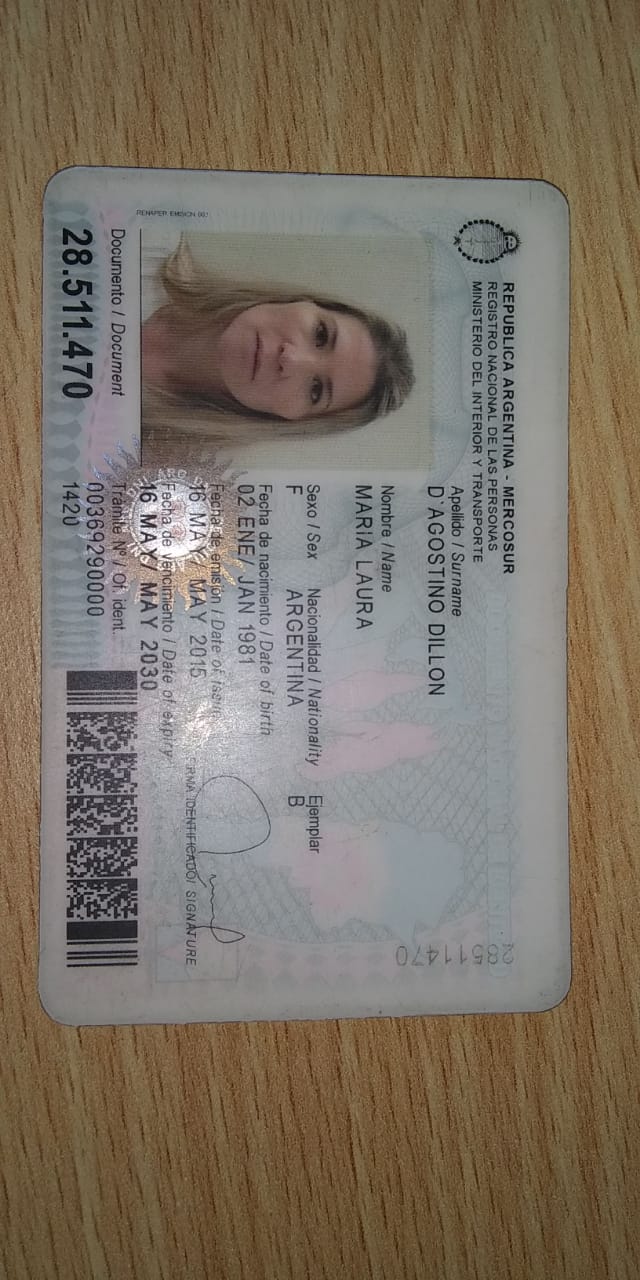 REPUBLICA ARGENTINA - MERCOSUR
REGISTRO NACIONAL DE LAS PERSONAS
MINISTERIO DEL INTERIOR Y TRANSPORTE
Apellido / Surname
D'AGOSTINO DILLON
Nombre / Name
MARIA LAURA
Sexo / Sex Nacionalidad / Nationality Ejemplar
F ARGENTINA B
Fecha de nacimiento / Date of birth
02 ENE/ JAN 1981
Fecha de emisión / Date of issue
16 MAY/ MAY 2015
Fecha de vencimiento / Date of expiry
16 MAY/ MAY 2030
FIRMA IDENTIFICADO/ SIGNATURE
Trámite Nº / Of. ident.
00369290000
1420
Documento / Document
28.511.470
28511470